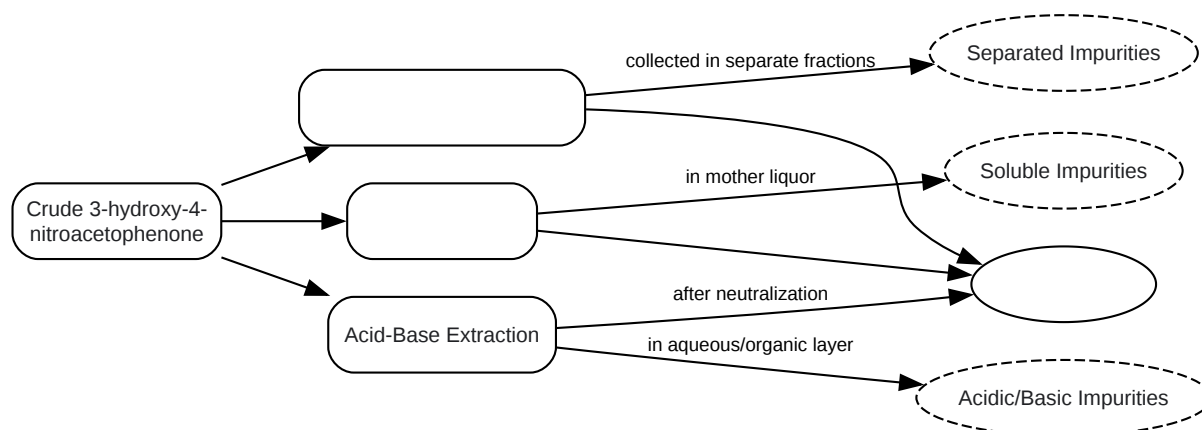 collected in separate fractions
Separated Impurities
in mother liquor
Soluble Impurities
Crude 3-hydroxy-4-
nitroacetophenone
after neutralization
Acid-Base Extraction
in aqueous/organic layer
Acidic/Basic Impurities